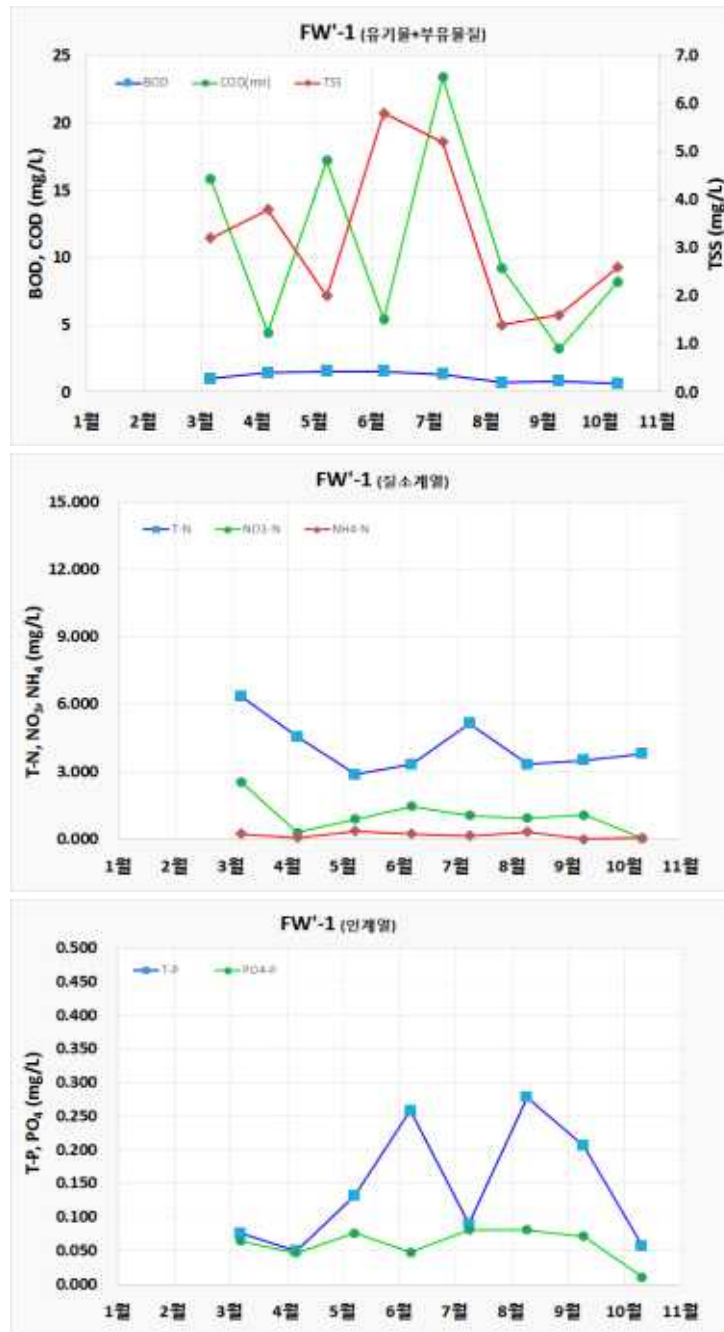 FW'-1 (유기물+부유물질)
BOD COD(mn) TSS
BOD, COD (mg/L)
25
20
15
10
5
0
TSS (mg/L)
7.0
6.0
5.0
4.0
3.0
2.0
1.0
0.0
1월 2월 3월 4월 5월 6월 7월 8월 9월 10월 11월
FW'-1 (질소계열)
T-N NO3-N NH4-N
T-N, NO₃, NH₄ (mg/L)
15.000
12.000
9.000
6.000
3.000
0.000
1월 2월 3월 4월 5월 6월 7월 8월 9월 10월 11월
FW'-1 (인계열)
T-P PO4-P
T-P, PO₄ (mg/L)
0.500
0.450
0.400
0.350
0.300
0.250
0.200
0.150
0.100
0.050
0.000
1월 2월 3월 4월 5월 6월 7월 8월 9월 10월 11월